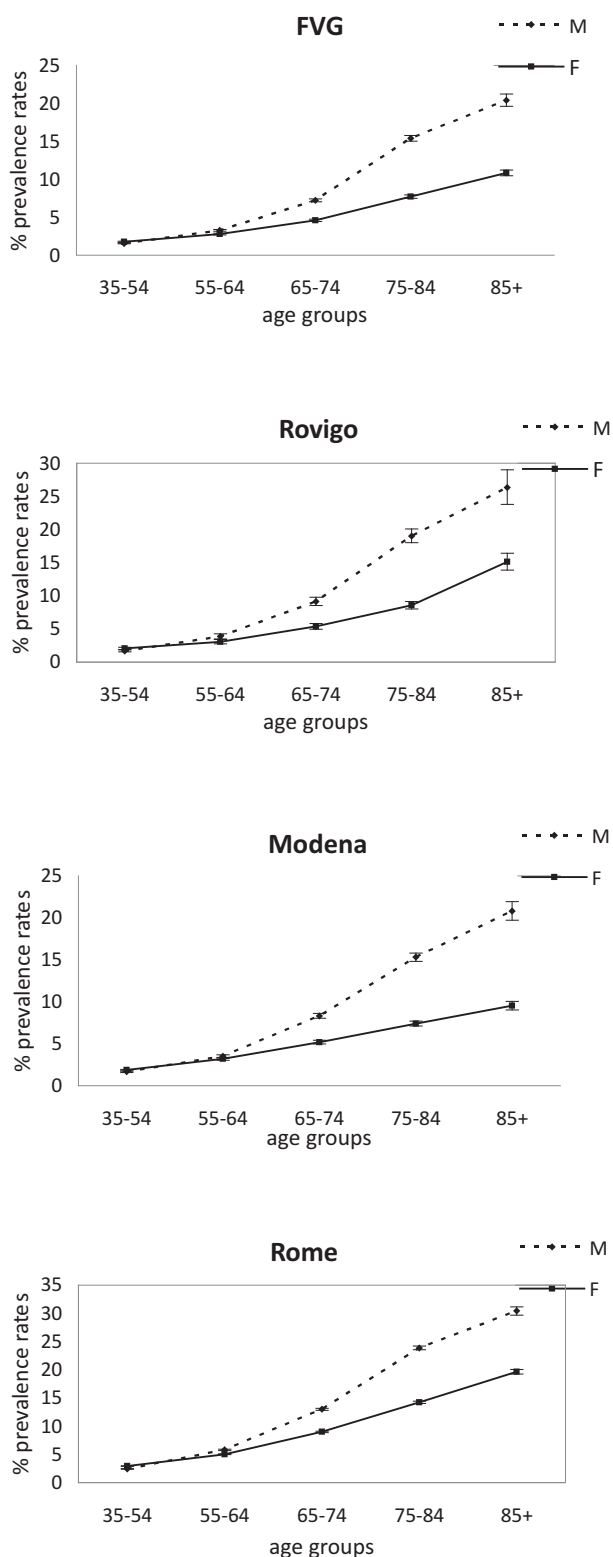 FVG
M
F
% prevalence rates
25
20
15
10
5
0
35-54 55-64 65-74 75-84 85+
age groups
Rovigo
M
F
% prevalence rates
30
25
20
15
10
5
0
35-54 55-64 65-74 75-84 85+
age groups
Modena
M
F
% prevalence rates
25
20
15
10
5
0
35-54 55-64 65-74 75-84 85+
age groups
Rome
M
F
% prevalence rates
35
30
25
20
15
10
5
0
35-54 55-64 65-74 75-84 85+
age groups